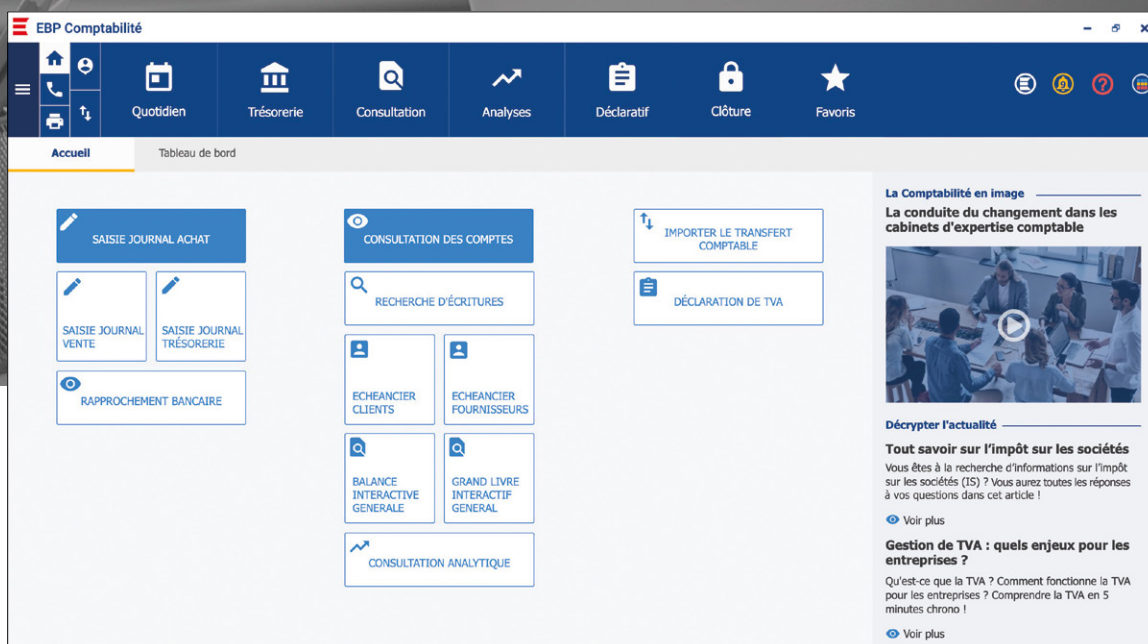 EBP Comptabilité
Quotidien
Trésorerie
Consultation
Analyses
Déclaratif
Clôture
Favoris
Accueil
Tableau de bord
SAISIE JOURNAL ACHAT
SAISIE JOURNAL
VENTE
SAISIE JOURNAL
TRÉSORERIE
RAPPROCHEMENT BANCAIRE
CONSULTATION DES COMPTES
RECHERCHE D'ÉCRITURES
ECHEANCIER
CLIENTS
ECHEANCIER
FOURNISSEURS
BALANCE
INTERACTIVE
GENERALE
GRAND LIVRE
INTERACTIF
GENERAL
CONSULTATION ANALYTIQUE
IMPORTER LE TRANSFERT
COMPTABLE
DÉCLARATION DE TVA
La Comptabilité en image
La conduite du changement dans les
cabinets d'expertise comptable
Décrypter l'actualité
Tout savoir sur l’impôt sur les sociétés
Vous êtes à la recherche d’informations sur l’impôt
sur les sociétés (IS) ? Vous aurez toutes les réponses
à vos questions dans cet article !
Voir plus
Gestion de TVA : quels enjeux pour les
entreprises ?
Qu'est-ce que la TVA ? Comment fonctionne la TVA
pour les entreprises ? Comprendre la TVA en 5
minutes chrono !
Voir plus